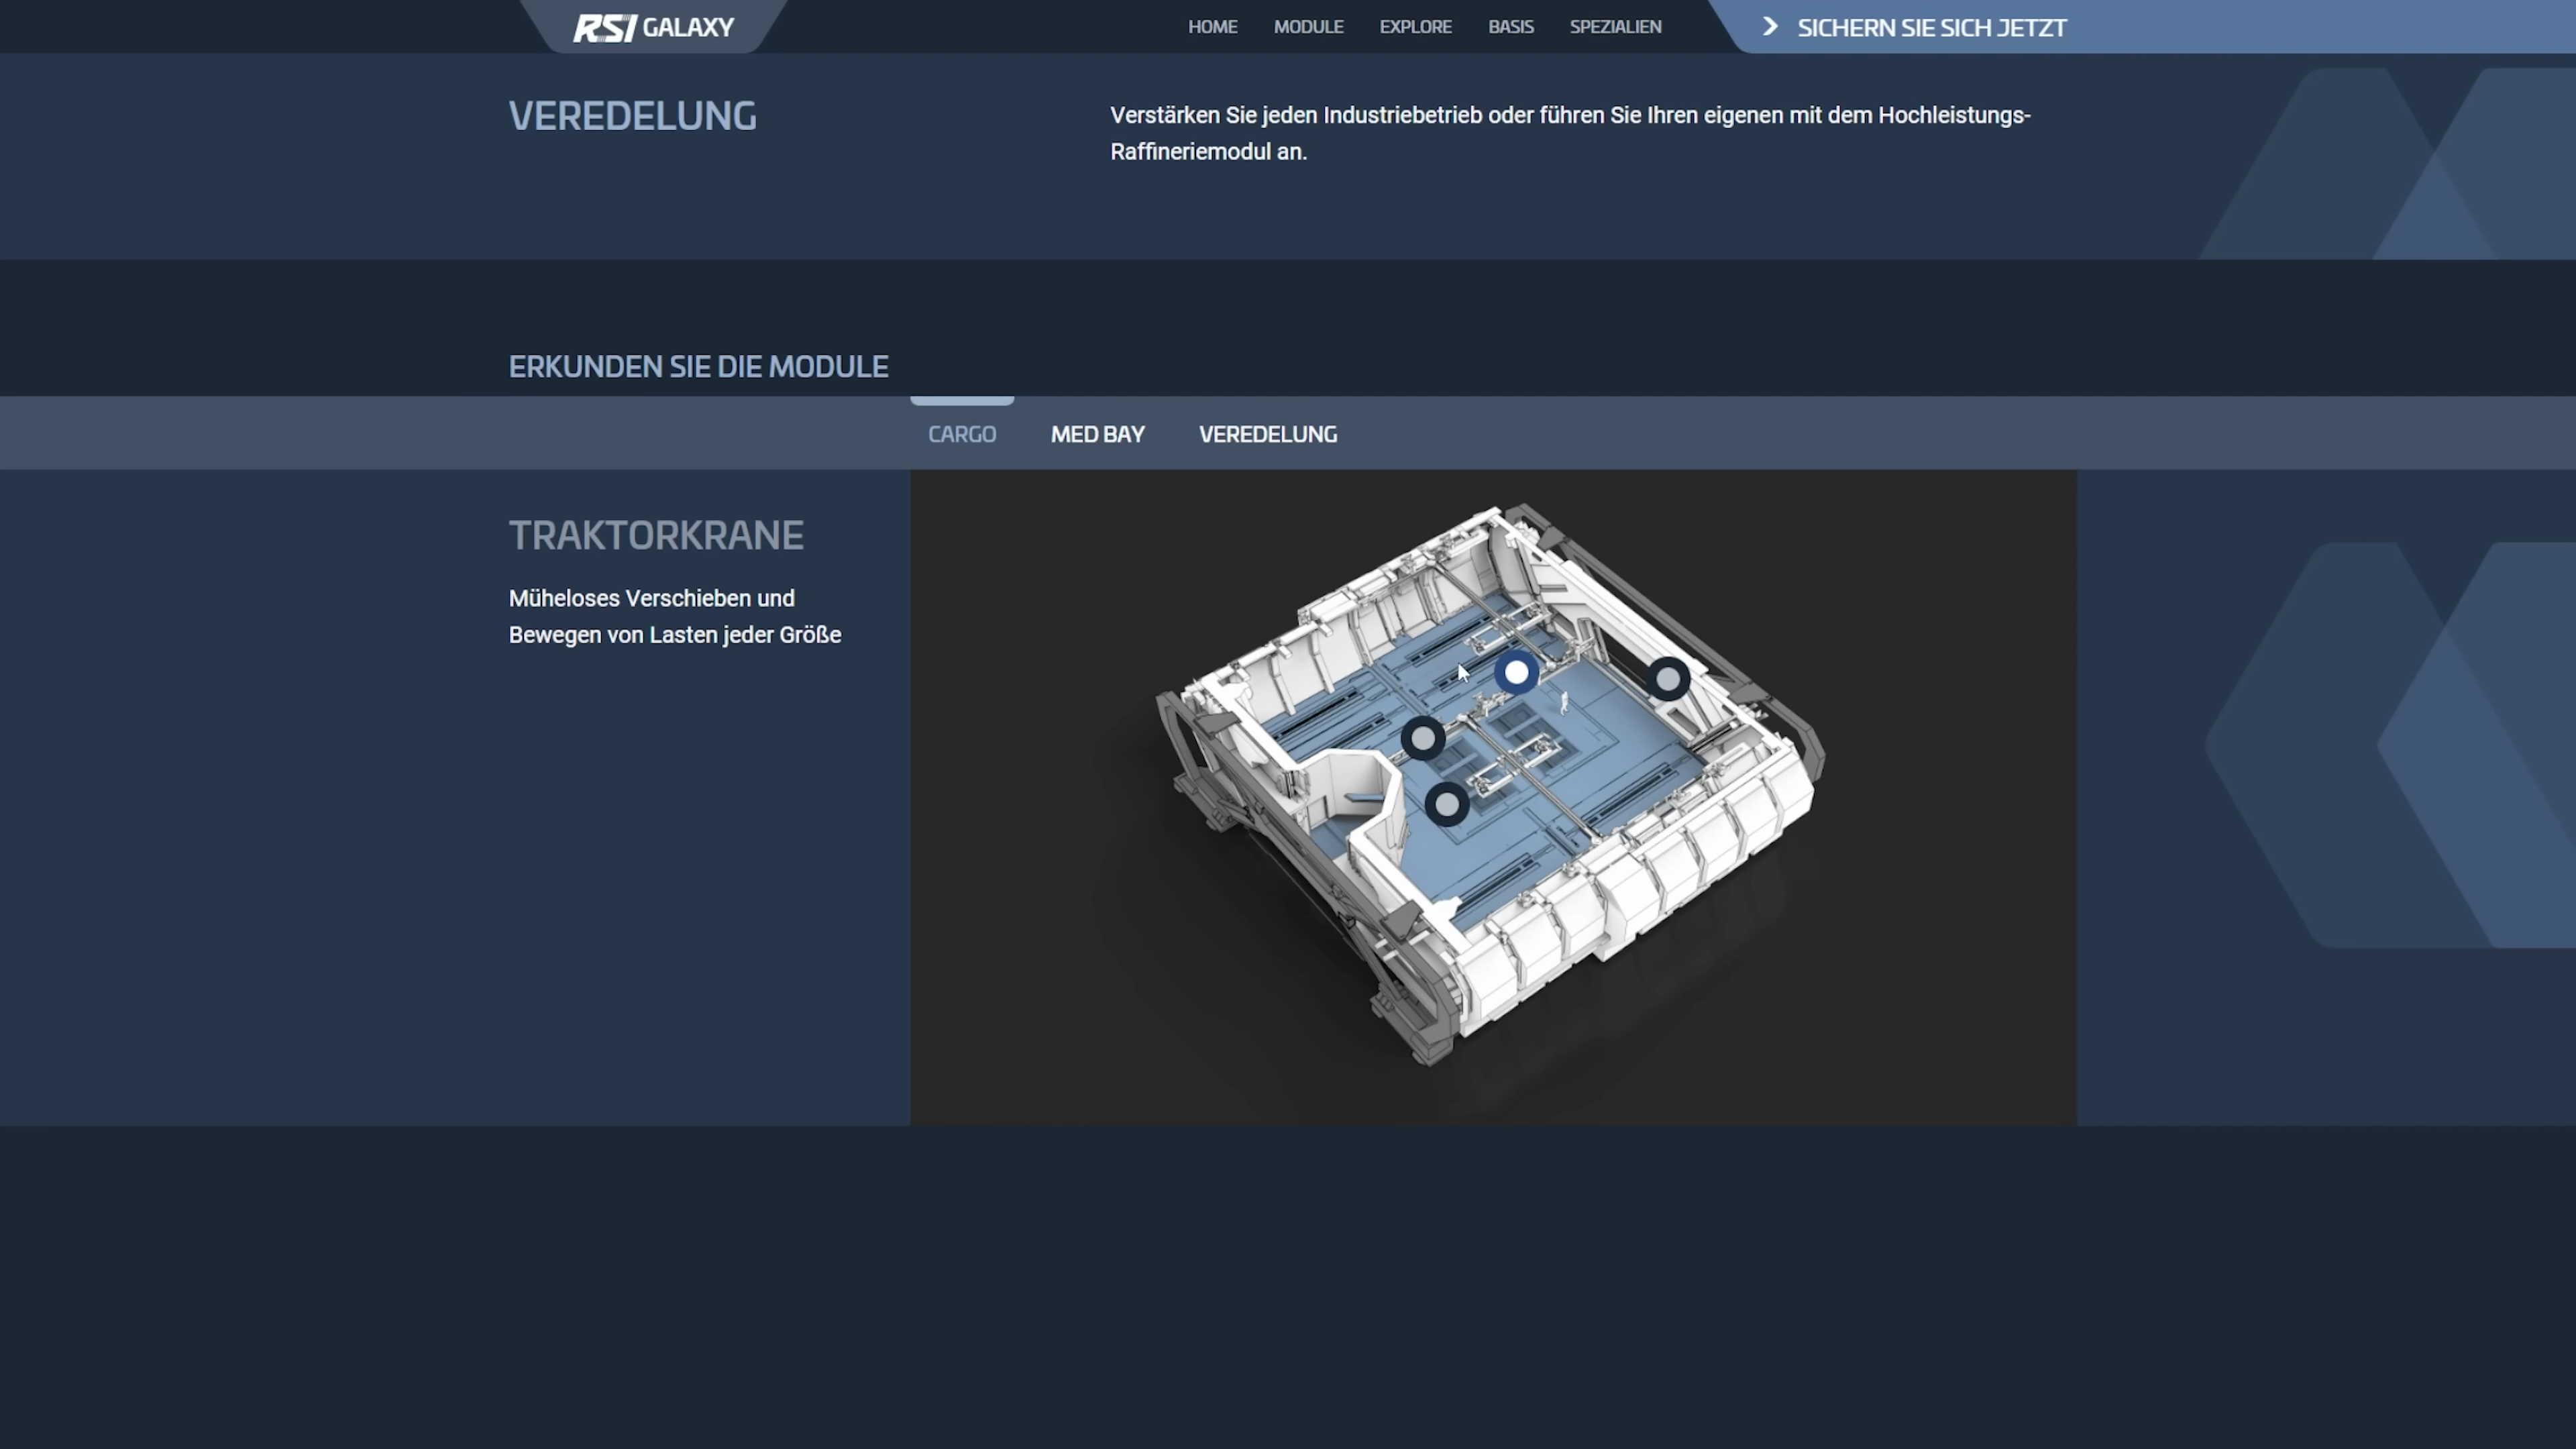 RSI GALAXY
HOME MODULE EXPLORE BASIS SPEZIALIEN
SICHERN SIE SICH JETZT
VEREDELUNG
Verstärken Sie jeden Industriebetrieb oder führen Sie Ihren eigenen mit dem Hochleistungs-
Raffineriemodul an.
ERKUNDEN SIE DIE MODULE
CARGO MED BAY VEREDELUNG
TRAKTORKRANE
Müheloses Verschieben und
Bewegen von Lasten jeder Größe